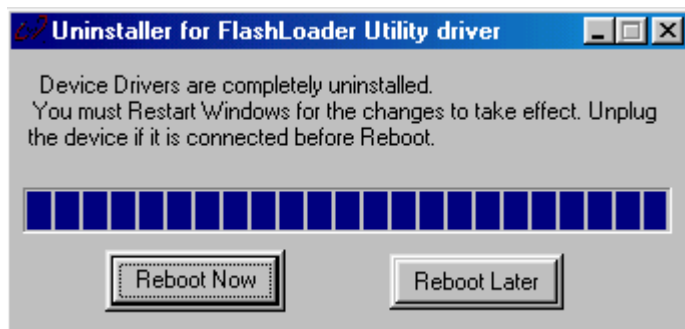 Uninstaller for FlashLoader Utility driver
Device Drivers are completely uninstalled.
You must Restart Windows for the changes to take effect. Unplug
the device if it is connected before Reboot.
Reboot Now
Reboot Later